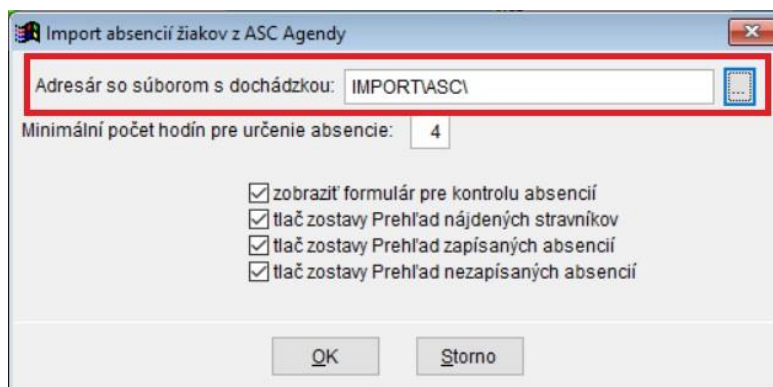 Import absencií žiakov z ASC Agendy
Adresár so súborom s dochádzkou: IMPORT\ASC\ ...
Minimální počet hodín pre určenie absencie: 4
zobraziť formulár pre kontrolu absencií
tlač zostavy Prehľad nájdených stravníkov
tlač zostavy Prehľad zapísaných absencií
tlač zostavy Prehľad nezapísaných absencií
OK Storno